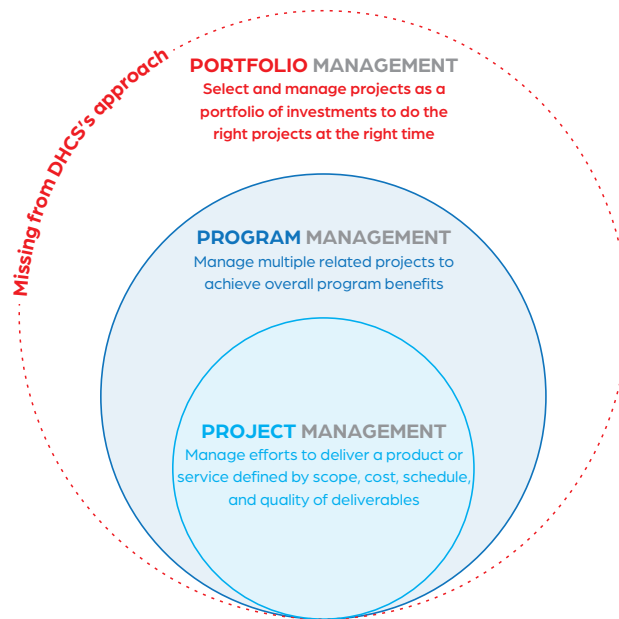 Missing from DHCS's approach
PORTFOLIO MANAGEMENT
Select and manage projects as a
portfolio of investments to do the
right projects at the right time
PROGRAM MANAGEMENT
Manage multiple related projects to
achieve overall program benefits
PROJECT MANAGEMENT
Manage efforts to deliver a product or
service defined by scope, cost, schedule,
and quality of deliverables